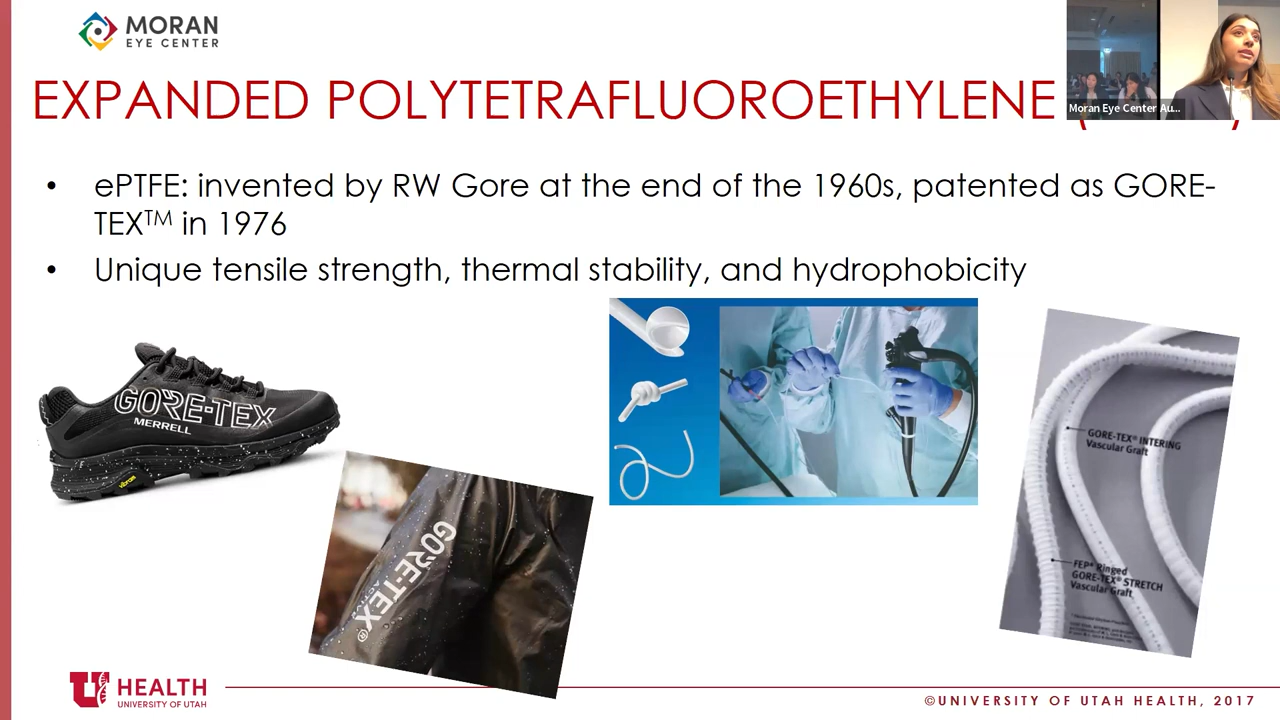 MORAN
EYE CENTER
EXPANDED POLYTETRAFLUOROETHYLENE
Moran Eye Center Au...
• ePTFE: invented by RW Gore at the end of the 1960s, patented as GORE-
TEX™ in 1976
• Unique tensile strength, thermal stability, and hydrophobicity
GORE-TEX
MERRELL
vibram
GORE-TEX®
ACTIVE
GORE-TEX® INTERING
Vascular Graft
FEP* Ringed
GORE-TEX® STRETCH
Vascular Graft
U HEALTH
UNIVERSITY OF UTAH
©UNIVERSITY OF UTAH HEALTH, 2017